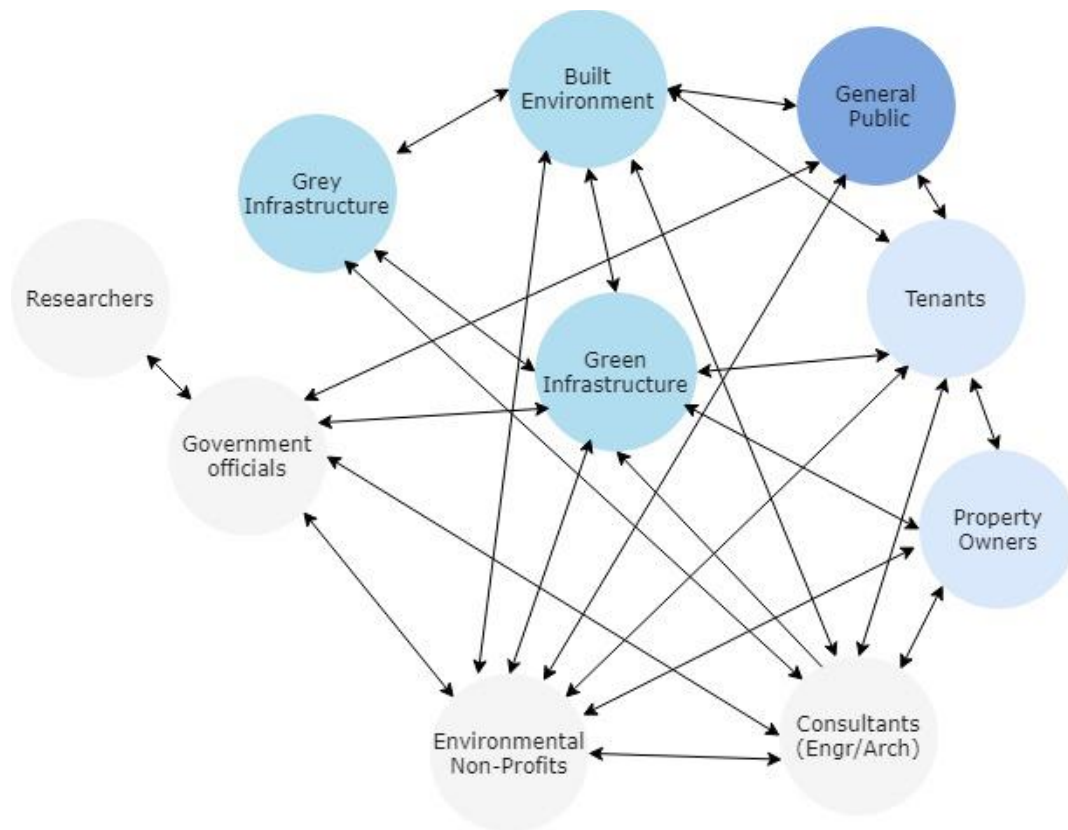 Built
Environment
General
Public
Grey
Infrastructure
Researchers
Tenants
Green
Infrastructure
Government
officials
Property
Owners
Environmental
Non-Profits
Consultants
(Engr/Arch)